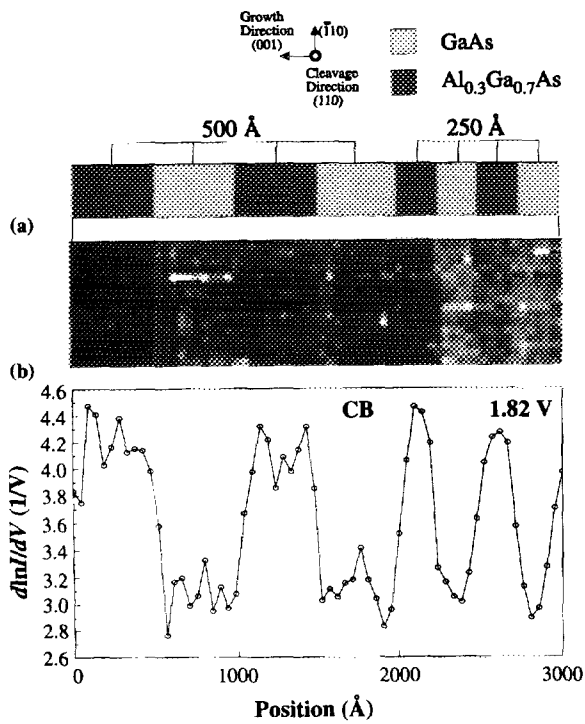 Growth
Direction
(001)
(1̄10)
Cleavage
Direction
(110)
GaAs
Al₀.₃Ga₀.₇As
500 Å
250 Å
(a)
(b)
CB
1.82 V
4.6
4.4
4.2
4.0
3.8
3.6
3.4
3.2
3.0
2.8
2.6
dlnI/dV (1/V)
0
1000
2000
3000
Position (Å)